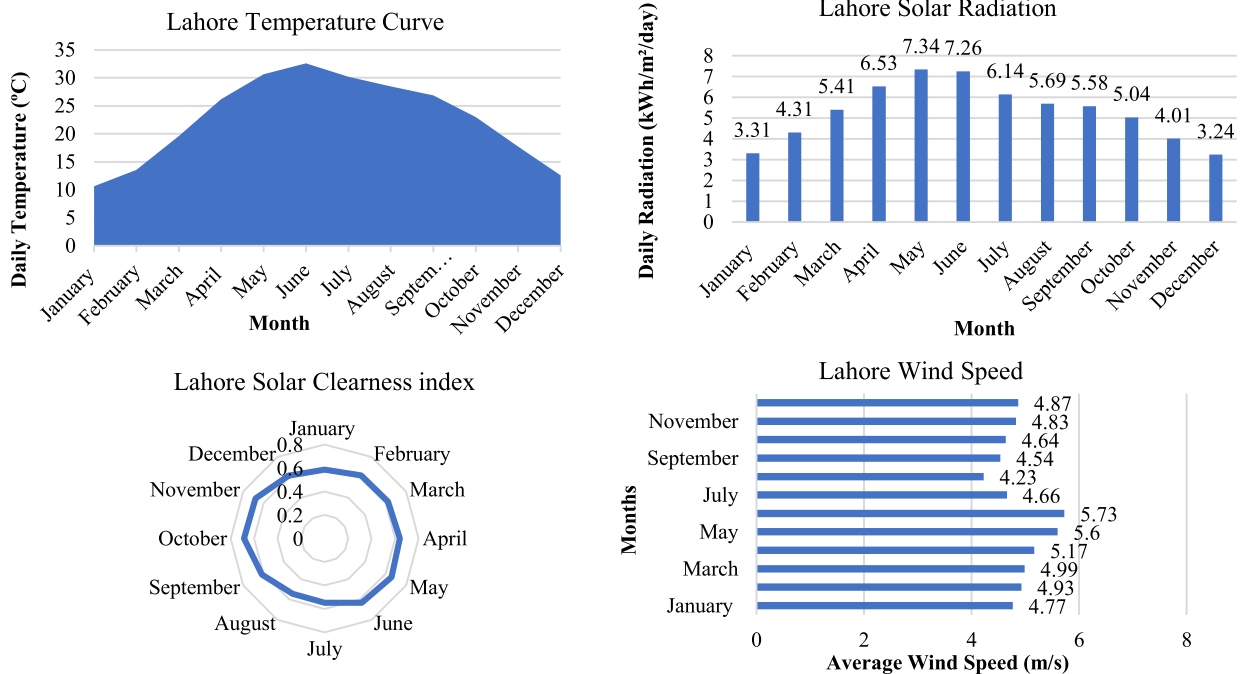 Lahore Temperature Curve
Daily Temperature (ºC)
35
30
25
20
15
10
5
0
January
February
March
April
May
June
July
August
Septem…
October
November
December
Month
Lahore Solar Radiation
Daily Radiation (kWh/m²/day)
8
7
6
5
4
3
2
1
0
3.31
4.31
5.41
6.53
7.34
7.26
6.14
5.69
5.58
5.04
4.01
3.24
January
February
March
April
May
June
July
August
September
October
November
December
Month
Lahore Solar Clearness index
January
February
March
April
May
June
July
August
September
October
November
December
0.8
0.6
0.4
0.2
0
Lahore Wind Speed
Months
4.87
November 4.83
4.64
September 4.54
4.23
July 4.66
5.73
May 5.6
5.17
March 4.99
4.93
January 4.77
0 2 4 6 8
Average Wind Speed (m/s)